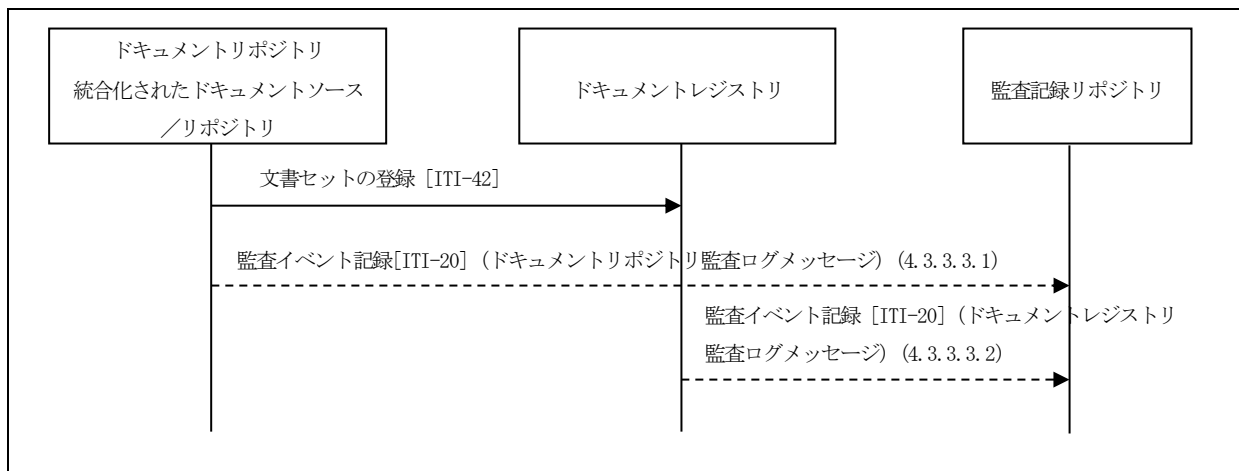 ドキュメントリポジトリ
統合化されたドキュメントソース
／リポジトリ
ドキュメントレジストリ
監査記録リポジトリ
文書セットの登録 [ITI-42]
監査イベント記録[ITI-20] (ドキュメントリポジトリ監査ログメッセージ) (4.3.3.3.1)
監査イベント記録 [ITI-20] (ドキュメントレジストリ
監査ログメッセージ) (4.3.3.3.2)